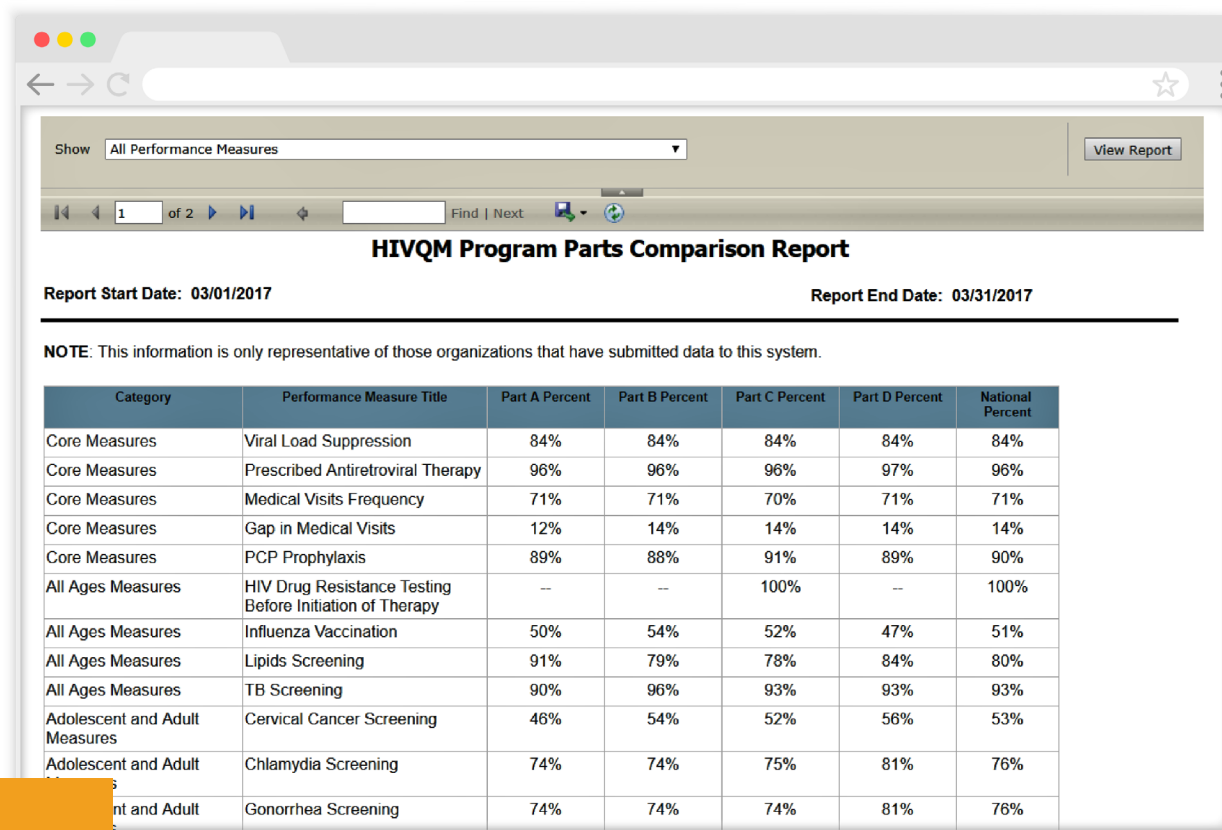 Show All Performance Measures View Report
1 of 2 Find | Next
HIVQM Program Parts Comparison Report
Report Start Date: 03/01/2017 Report End Date: 03/31/2017
NOTE: This information is only representative of those organizations that have submitted data to this system.
Category Performance Measure Title Part A Percent Part B Percent Part C Percent Part D Percent National
Percent
Core Measures Viral Load Suppression 84% 84% 84% 84% 84%
Core Measures Prescribed Antiretroviral Therapy 96% 96% 96% 97% 96%
Core Measures Medical Visits Frequency 71% 71% 70% 71% 71%
Core Measures Gap in Medical Visits 12% 14% 14% 14% 14%
Core Measures PCP Prophylaxis 89% 88% 91% 89% 90%
All Ages Measures HIV Drug Resistance Testing -- -- 100% -- 100%
Before Initiation of Therapy
All Ages Measures Influenza Vaccination 50% 54% 52% 47% 51%
All Ages Measures Lipids Screening 91% 79% 78% 84% 80%
All Ages Measures TB Screening 90% 96% 93% 93% 93%
Adolescent and Adult Cervical Cancer Screening 46% 54% 52% 56% 53%
Measures
Adolescent and Adult Chlamydia Screening 74% 74% 75% 81% 76%
and Adult Gonorrhea Screening 74% 74% 74% 81% 76%